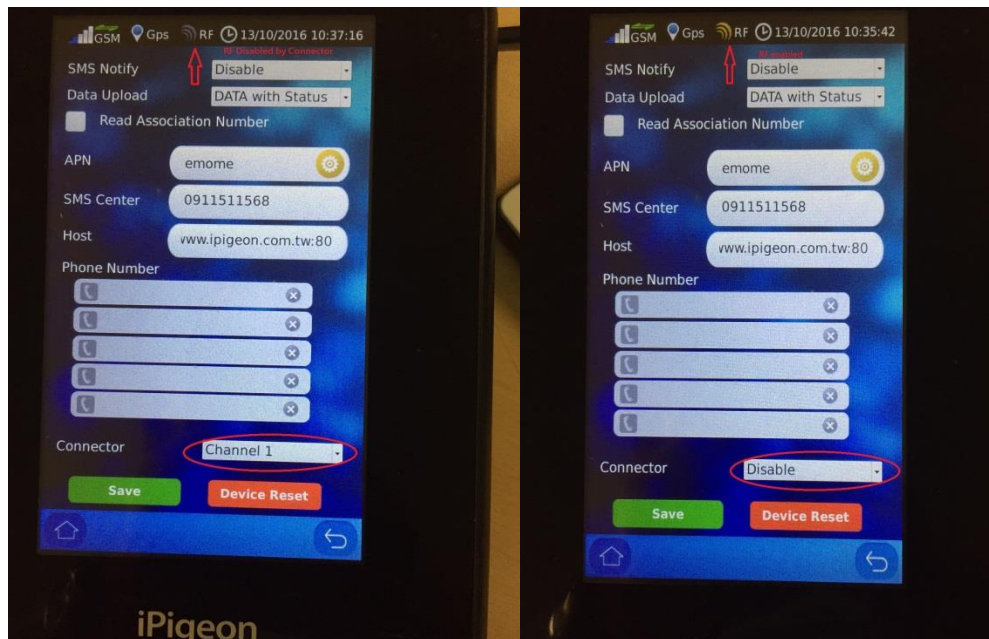 GSM Gps RF 13/10/2016 10:37:16
RF Disabled by Connector
SMS Notify Disable
Data Upload DATA with Status
Read Association Number
APN emome
SMS Center 0911511568
Host www.ipigeon.com.tw:80
Phone Number
Connector Channel 1
Save Device Reset
iPigeon
GSM Gps RF 13/10/2016 10:35:42
RF enabled
SMS Notify Disable
Data Upload DATA with Status
Read Association Number
APN emome
SMS Center 0911511568
Host www.ipigeon.com.tw:80
Phone Number
Connector Disable
Save Device Reset